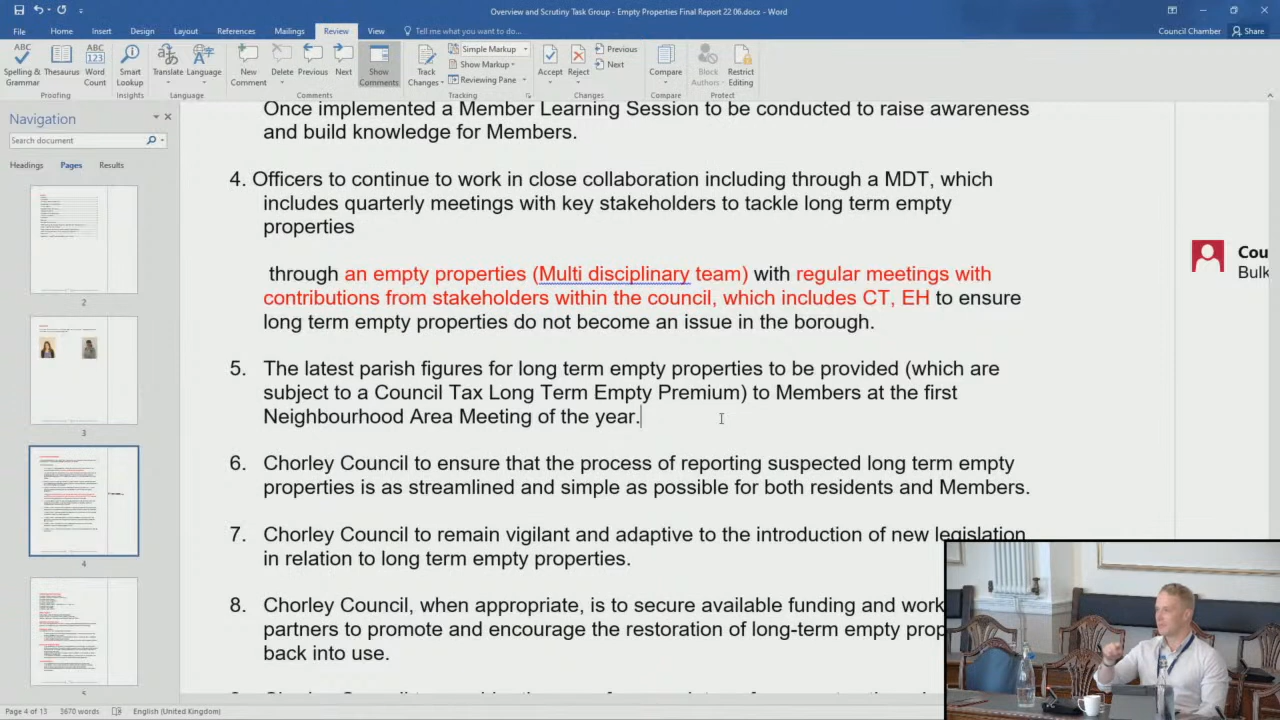 Overview and Scrutiny Task Group - Empty Properties Final Report 22 06.docx - Word
File Home Insert Draw Design Layout References Mailings Review View Tell me what you want to do... Council Chamber Share
Spelling & Grammar
Thesaurus
Word Count
Smart Lookup
Translate
Language
New Comment
Delete
Previous
Next
Show Comments
Track Changes
Simple Markup
Show Markup
Reviewing Pane
Accept
Reject
Previous
Next
Compare
Block Authors
Restrict Editing
Proofing Insights Language Comments Tracking Changes Compare Protect
Navigation
Search document
Headings Pages Results
2
3
4
5
Once implemented a Member Learning Session to be conducted to raise awareness
and build knowledge for Members.
4. Officers to continue to work in close collaboration including through a MDT, which
includes quarterly meetings with key stakeholders to tackle long term empty
properties
through an empty properties (Multi disciplinary team) with regular meetings with
contributions from stakeholders within the council, which includes CT, EH to ensure
long term empty properties do not become an issue in the borough.
5. The latest parish figures for long term empty properties to be provided (which are
subject to a Council Tax Long Term Empty Premium) to Members at the first
Neighbourhood Area Meeting of the year.
6. Chorley Council to ensure that the process of reporting suspected long term empty
properties is as streamlined and simple as possible for both residents and Members.
7. Chorley Council to remain vigilant and adaptive to the introduction of new legislation
in relation to long term empty properties.
8. Chorley Council, when appropriate, is to secure available funding and work
partners to promote and encourage the restoration of long-term empty prop
back into use.
Cou
Bulk
Page 4 of 13 3670 words English (United Kingdom)